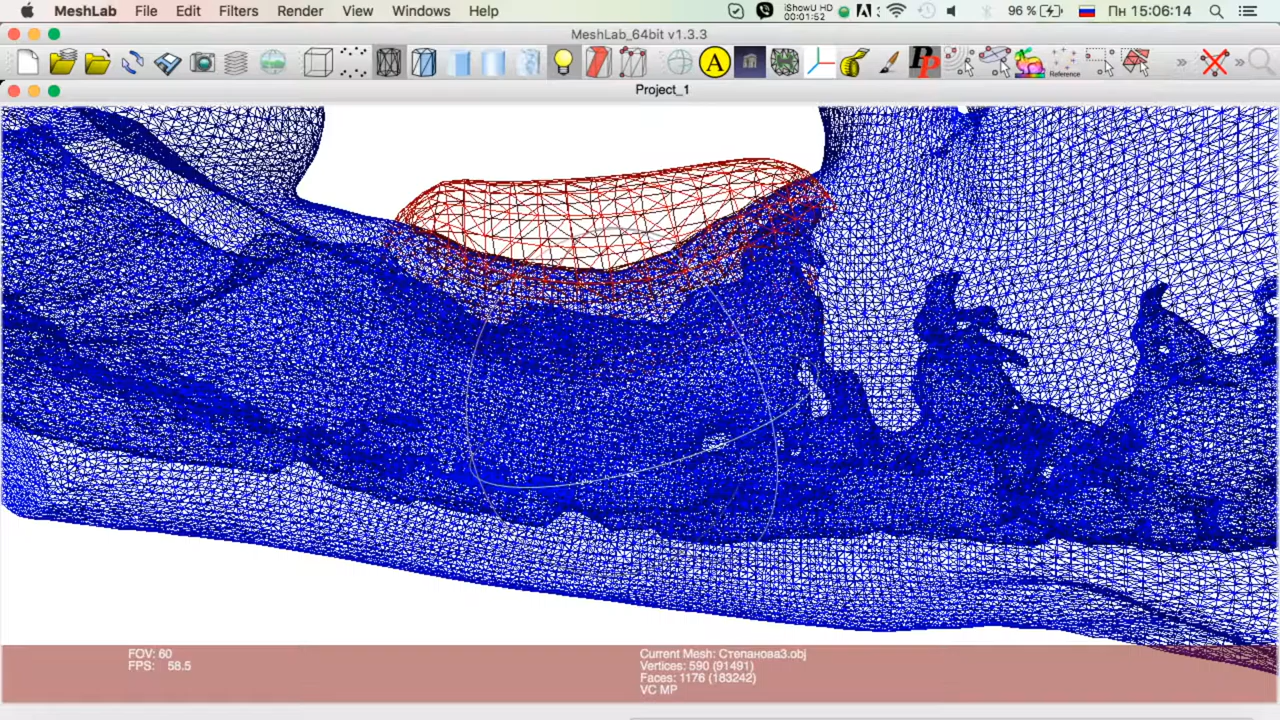 MeshLab File Edit Filters Render View Windows Help iShowU HD 00:01:52 96 % Пн 15:06:14
MeshLab_64bit v1.3.3
A PP Reference
Project_1
FOV: 60
FPS: 58.5
Current Mesh: Степанова3.obj
Vertices: 590 (91491)
Faces: 1176 (183242)
VC MP